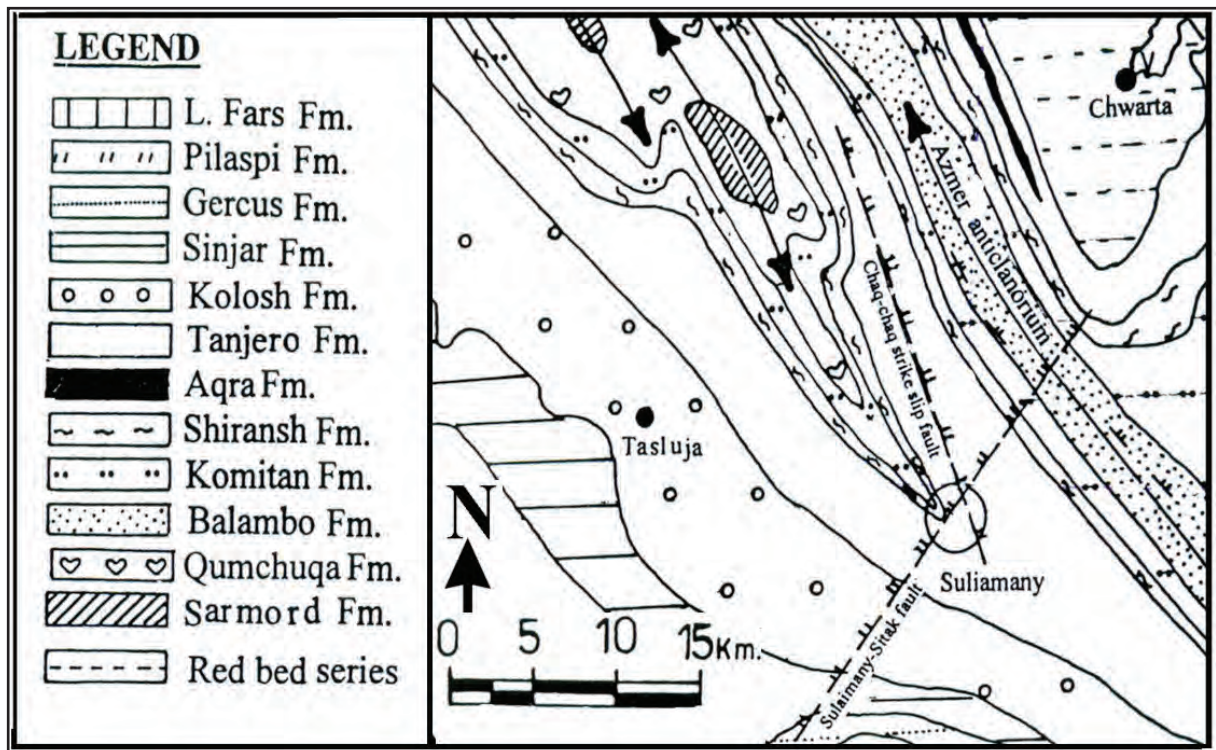 LEGEND
L. Fars Fm.
Pilaspi Fm.
Gercus Fm.
Sinjar Fm.
Kolosh Fm.
Tanjero Fm.
Aqra Fm.
Shiransh Fm.
Komitan Fm.
Balambo Fm.
Qumchuqa Fm.
Sarmord Fm.
Red bed series
Chwarta
Azmer anticlanorium
Chaq-chaq strike slip fault
Tasluja
N
Suliamany
0 5 10 15Km.
Sulaimany-Sitak fault